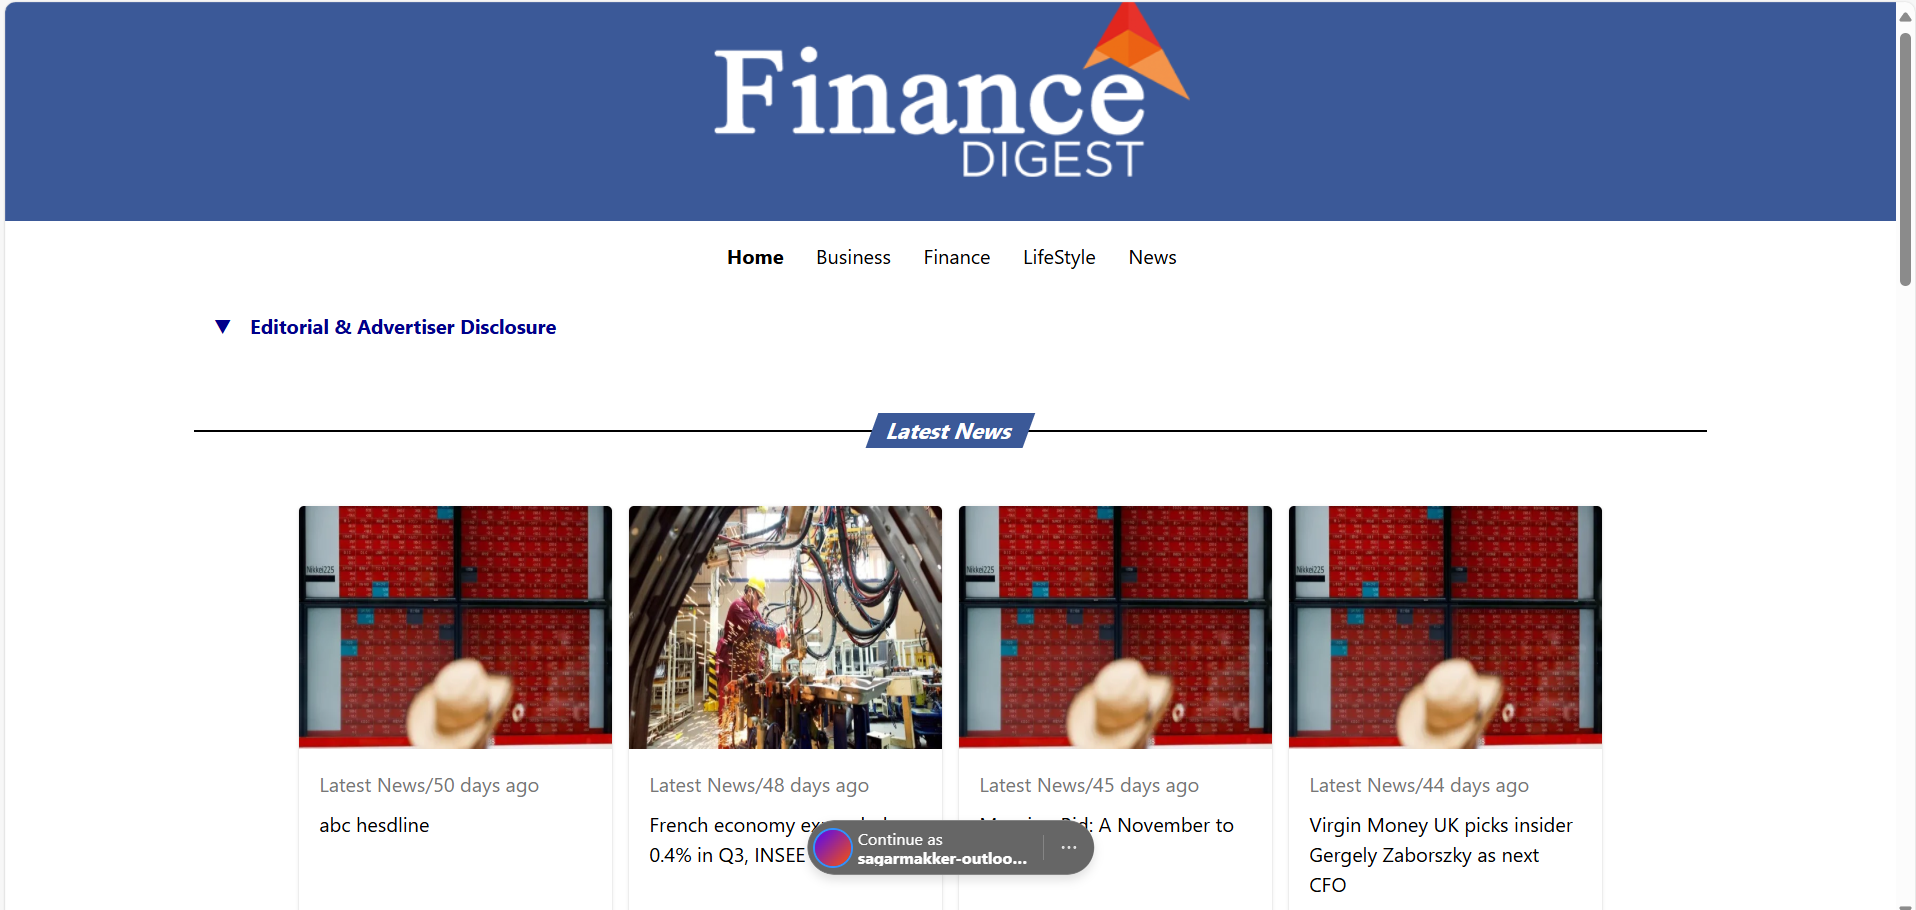 Finance
DIGEST
Home Business Finance LifeStyle News
▼ Editorial & Advertiser Disclosure
Latest News
Nikkei225
Nikkei225
Nikkei225
Latest News/50 days ago
abc hesdline
Latest News/48 days ago
French economy
0.4% in Q3, INSEE
Latest News/45 days ago
A November to
Latest News/44 days ago
Virgin Money UK picks insider
Gergely Zaborszky as next
CFO
Continue as
sagarmakker-outloo...